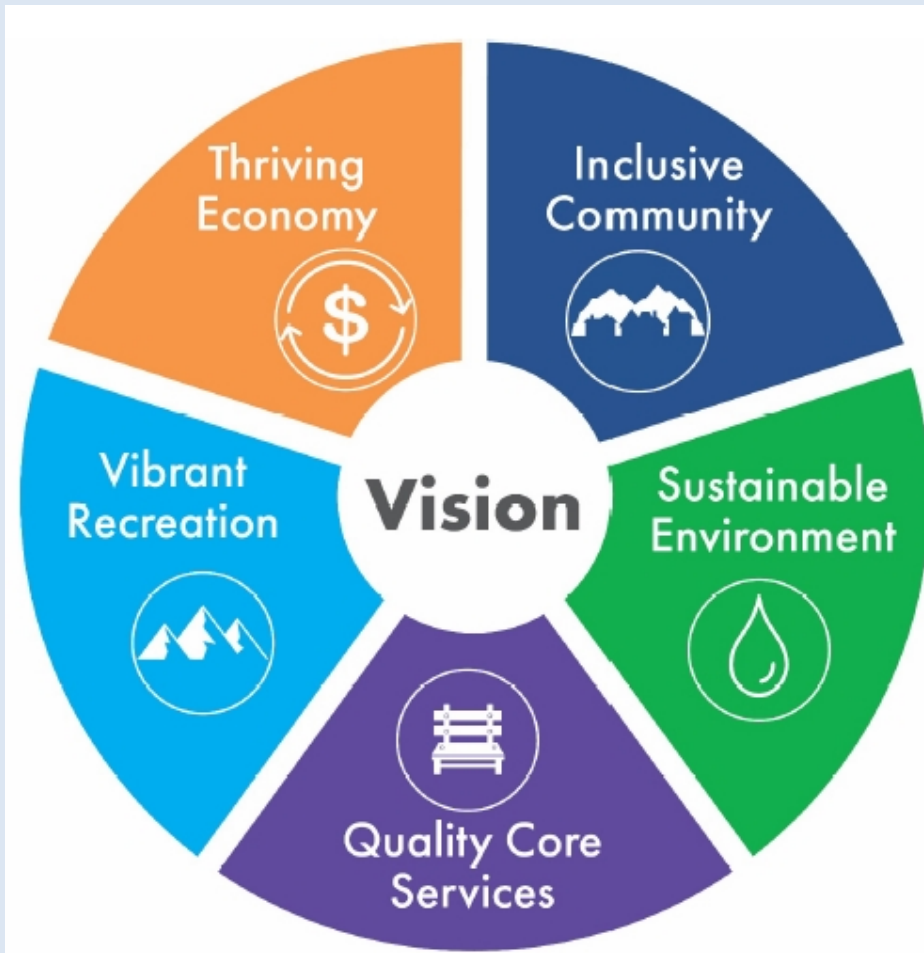 Thriving
Economy
$
Inclusive
Community
Vibrant
Recreation
Vision
Sustainable
Environment
Quality Core
Services